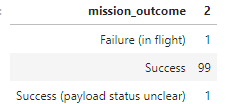 mission_outcome 2
Failure (in flight) 1
Success 99
Success (payload status unclear) 1